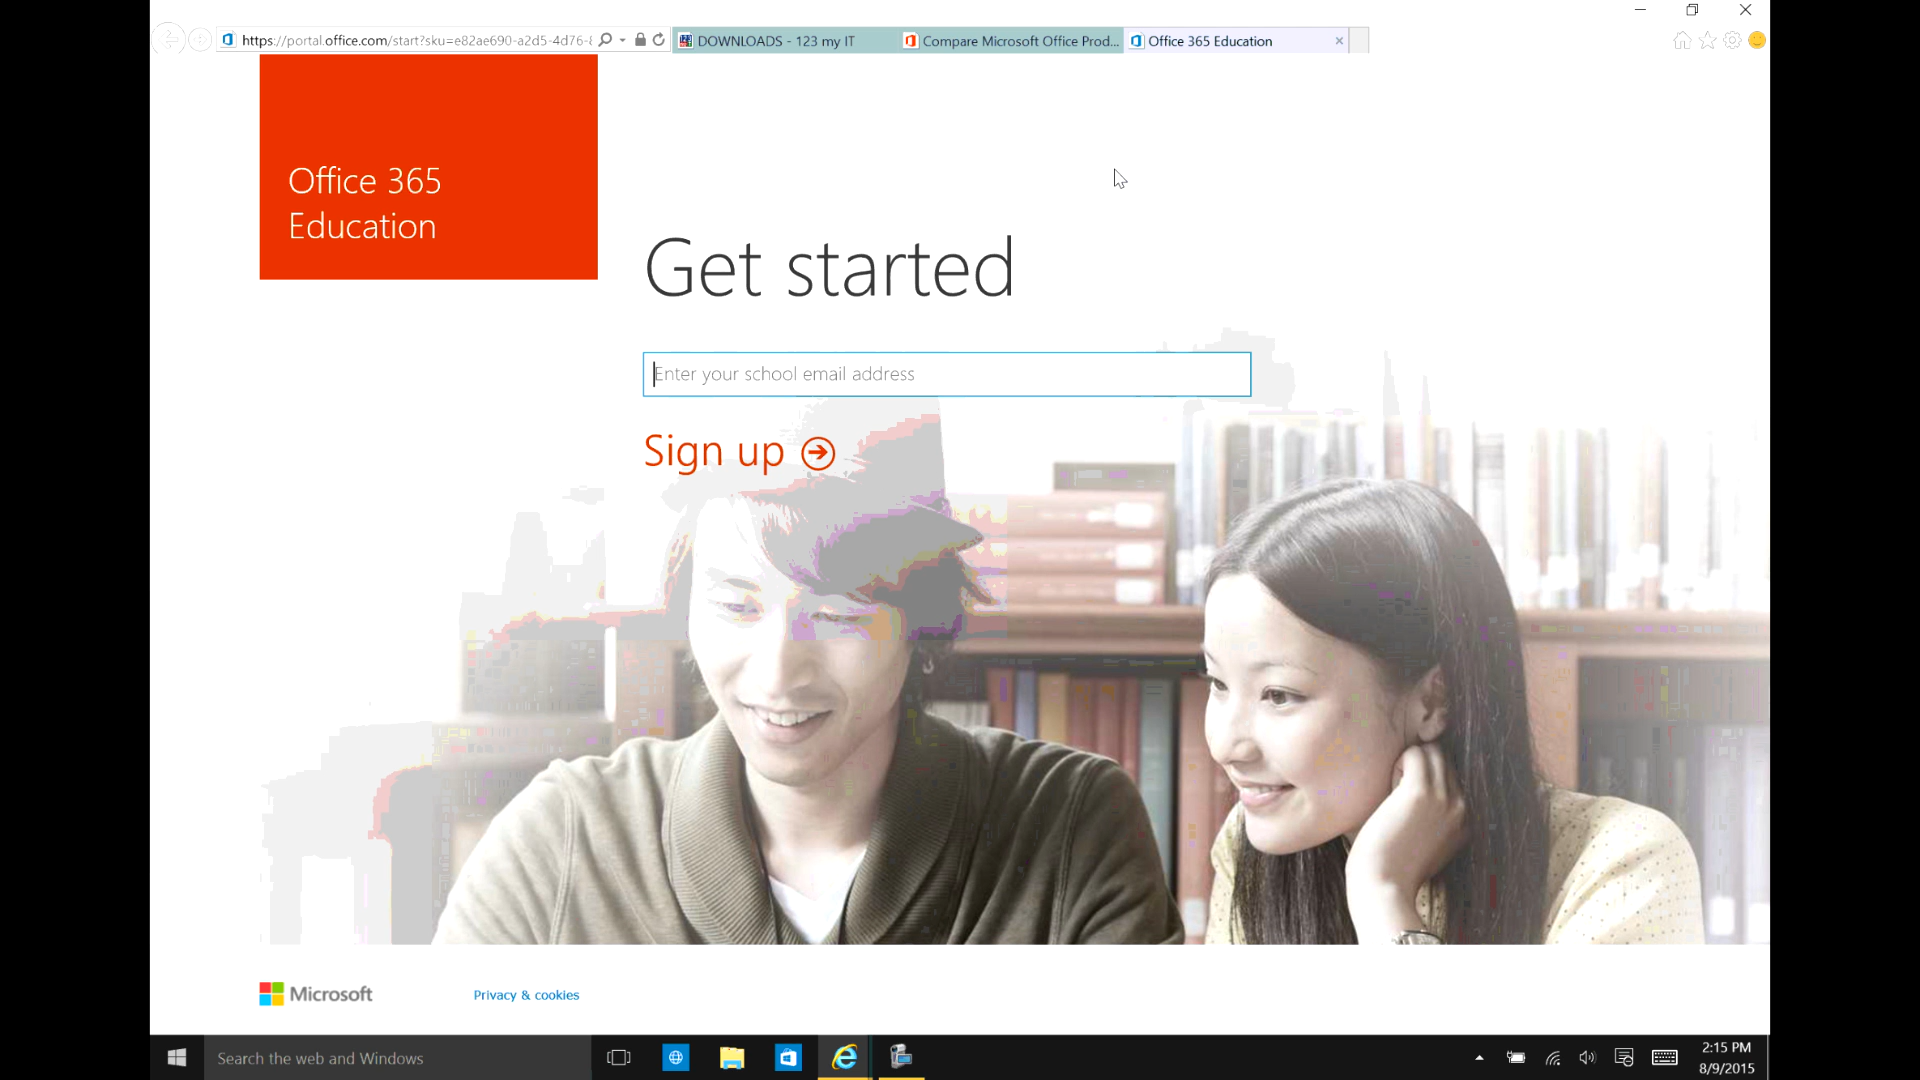 https://portal.office.com/start?sku=e82ae690-a2d5-4d76-8
DOWNLOADS - 123 my IT
Compare Microsoft Office Prod...
Office 365 Education
Office 365
Education
Get started
Enter your school email address
Sign up
Microsoft
Privacy & cookies
Search the web and Windows
2:15 PM
8/9/2015